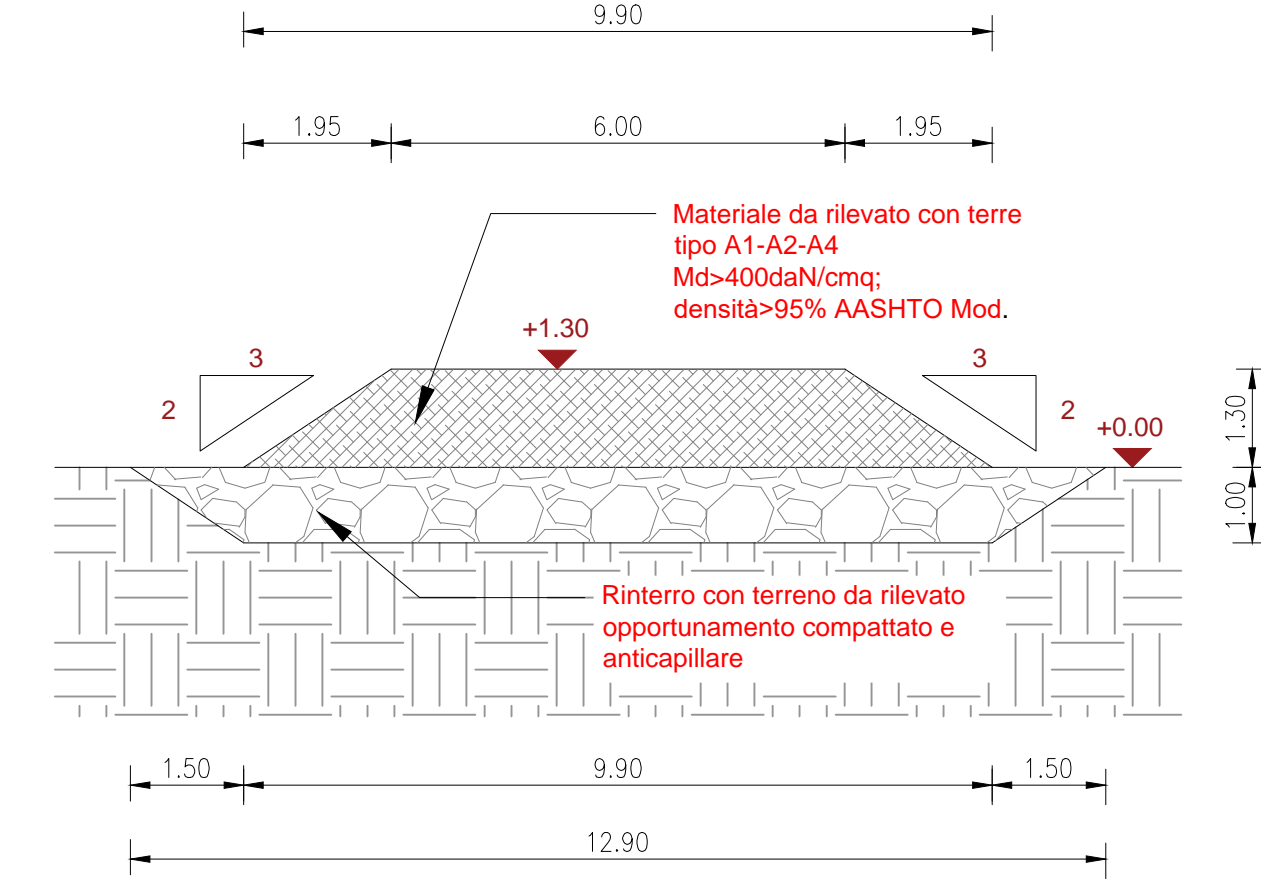 9.90
1.95
6.00
1.95
Materiale da rilevato con terre
tipo A1-A2-A4
Md>400daN/cmq;
densità>95% AASHTO Mod.
+1.30
3
3
2
2
+0.00
1.30
1.00
Rinterro con terreno da rilevato
opportunamento compattato e
anticapillare
1.50
9.90
1.50
12.90